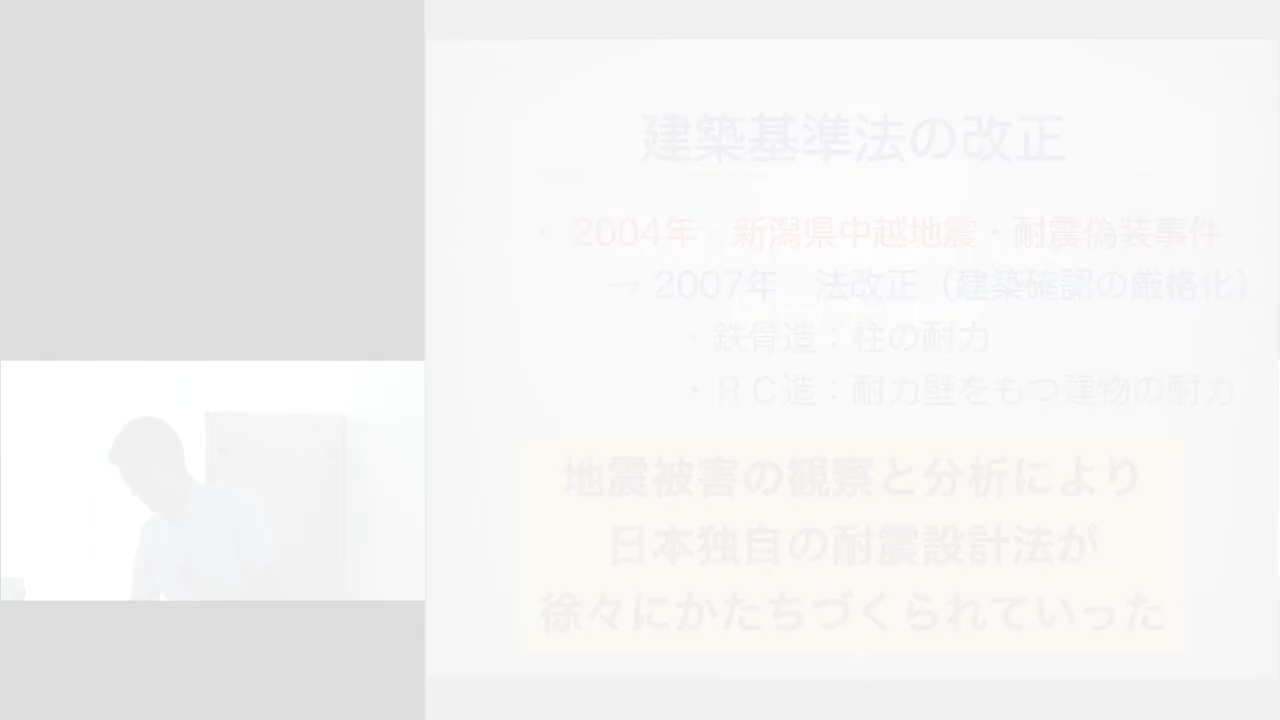 建築基準法の改正
・ 2004年 新潟県中越地震・耐震偽装事件
→ 2007年 法改正（建築確認の厳格化）
・鉄骨造：柱の耐力
・ＲＣ造：耐力壁をもつ建物の耐力
地震被害の観察と分析により
日本独自の耐震設計法が
徐々にかたちづくられていった